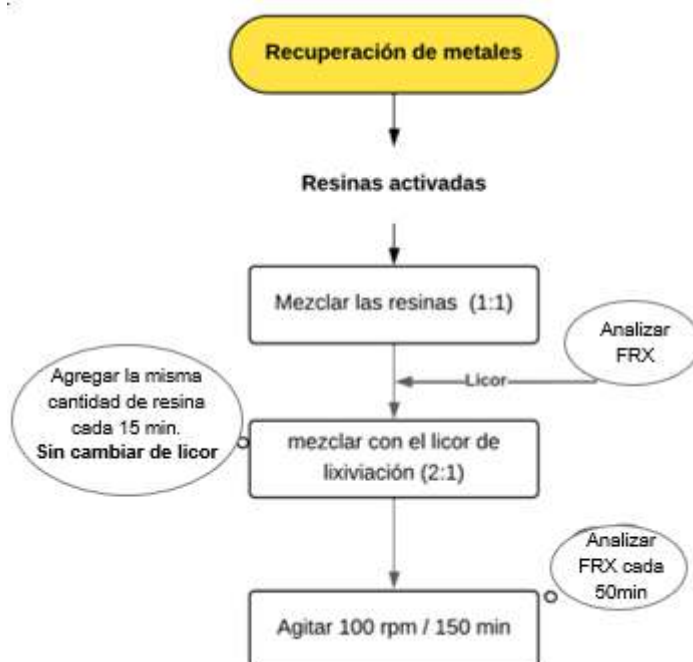 Recuperación de metales
Resinas activadas
Mezclar las resinas (1:1)
Analizar
FRX
Licor
Agregar la misma
cantidad de resina
cada 15 min.
Sin cambiar de licor
mezclar con el licor de
lixiviación (2:1)
Analizar
FRX cada
50min
Agitar 100 rpm / 150 min